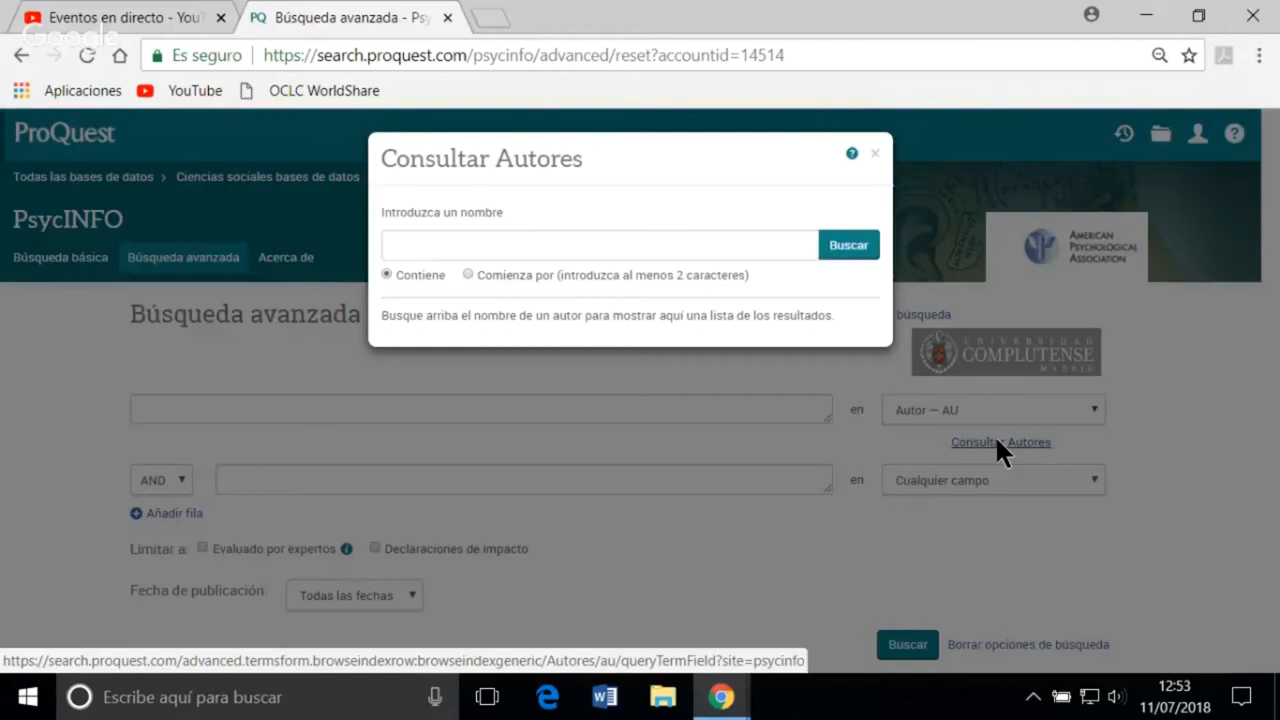 Eventos en directo - YouT
PQ Búsqueda avanzada - Psy
Google
Es seguro https://search.proquest.com/psycinfo/advanced/reset?accountid=14514
Aplicaciones YouTube OCLC WorldShare
ProQuest
Todas las bases de datos > Ciencias sociales bases de datos
PsycINFO
Búsqueda básica Búsqueda avanzada Acerca de
AMERICAN
PSYCHOLOGICAL
ASSOCIATION
Consultar Autores
Introduzca un nombre
Buscar
Contiene Comienza por (introduzca al menos 2 caracteres)
Busque arriba el nombre de un autor para mostrar aquí una lista de los resultados.
Búsqueda avanzada
búsqueda
UNIVERSIDAD
COMPLUTENSE
MADRID
en Autor – AU
Consultar Autores
AND en Cualquier campo
Añadir fila
Limitar a: Evaluado por expertos Declaraciones de impacto
Fecha de publicación: Todas las fechas
Buscar Borrar opciones de búsqueda
https://search.proquest.com/advanced.termsform.browseindexrow:browseindexgeneric/Autores/au/queryTermField?site=psycinfo
Escribe aquí para buscar
12:53
11/07/2018